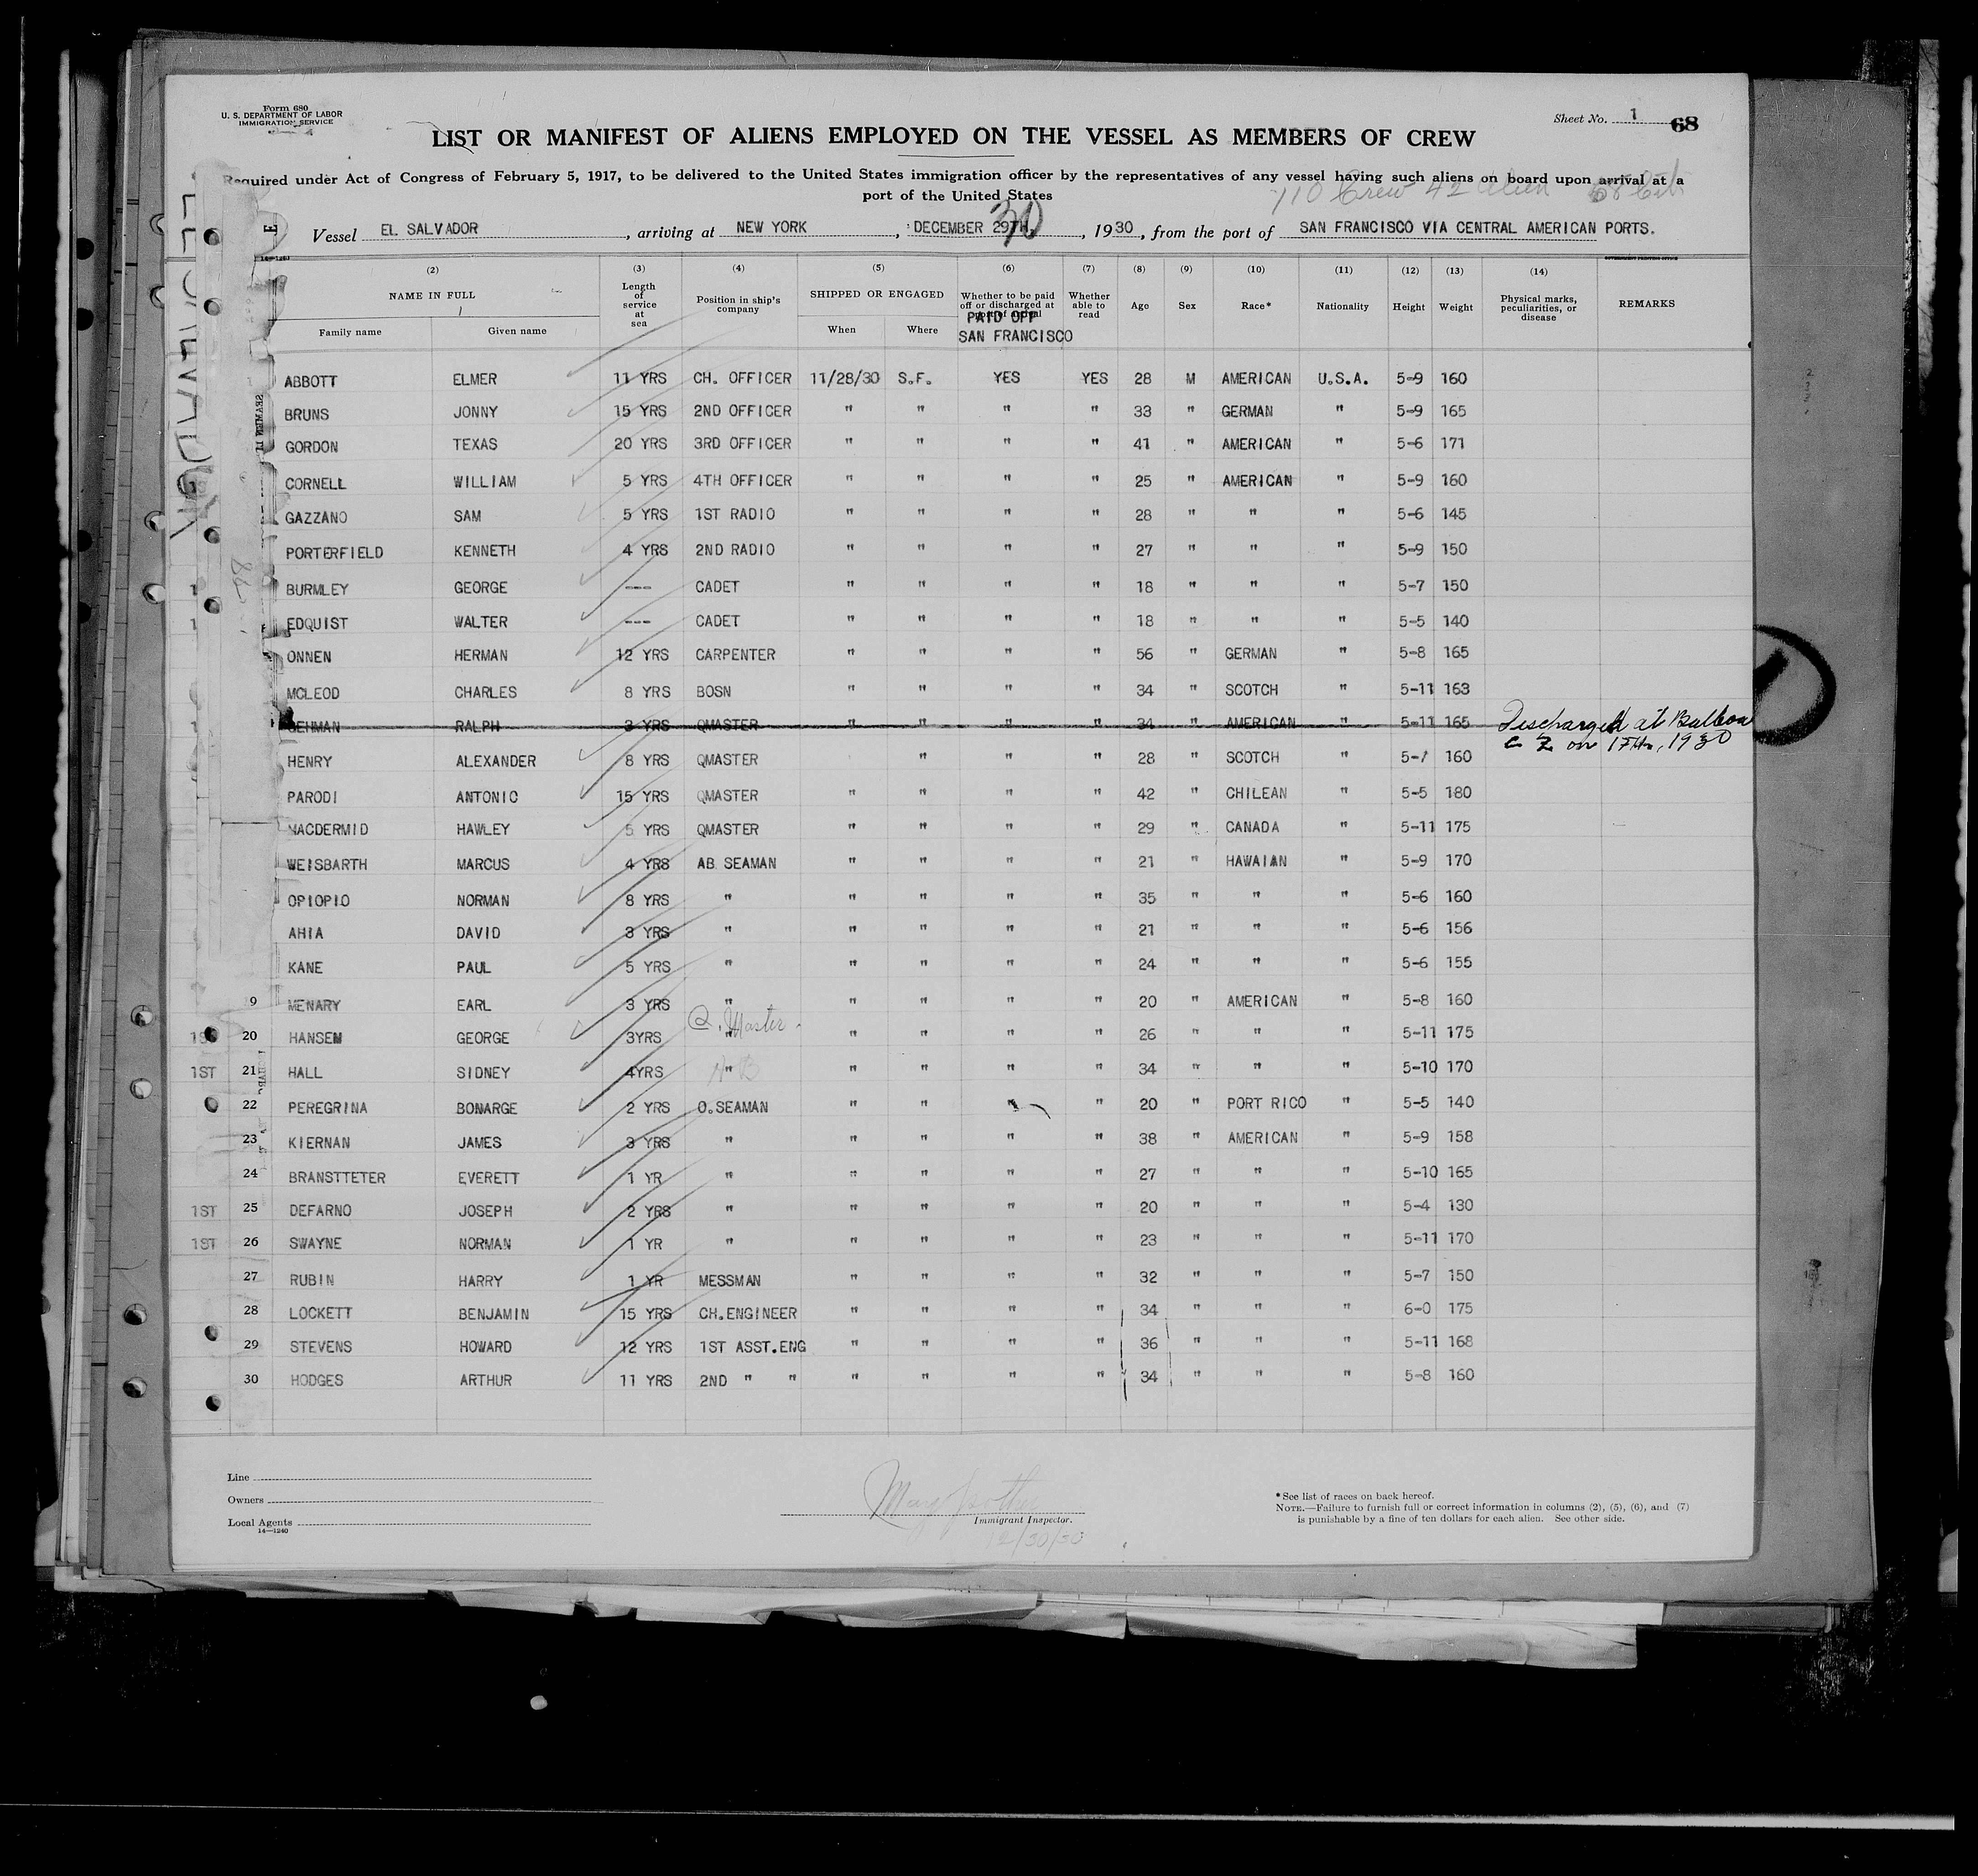 Form 680
U. S. DEPARTMENT OF LABOR
IMMIGRATION SERVICE
Sheet No. 1 68
LIST OR MANIFEST OF ALIENS EMPLOYED ON THE VESSEL AS MEMBERS OF CREW
Required under Act of Congress of February 5, 1917, to be delivered to the United States immigration officer by the representatives of any vessel having such aliens on board upon arrival at a
port of the United States
110 Crew 42 Alien 68 Cit
Vessel EL SALVADOR, arriving at NEW YORK, DECEMBER 29TH, 30 1930, from the port of SAN FRANCISCO VIA CENTRAL AMERICAN PORTS.
(2) (3) (4) (5) (6) (7) (8) (9) (10) (11) (12) (13) (14)
NAME IN FULL Family name Given name Length of service at sea Position in ship's company SHIPPED OR ENGAGED When Where Whether to be paid off or discharged at port of arrival Whether able to read Age Sex Race* Nationality Height Weight Physical marks, peculiarities, or disease REMARKS
PAID OFF
SAN FRANCISCO
ABBOTT ELMER 11 YRS CH. OFFICER 11/28/30 S.F. YES YES 28 M AMERICAN U.S.A. 5-9 160
BRUNS JONNY 15 YRS 2ND OFFICER " " " " 33 " GERMAN " 5-9 165
GORDON TEXAS 20 YRS 3RD OFFICER " " " " 41 " AMERICAN " 5-6 171
CORNELL WILLIAM 5 YRS 4TH OFFICER " " " " 25 " AMERICAN " 5-9 160
GAZZANO SAM 5 YRS 1ST RADIO " " " " 28 " " " 5-6 145
PORTERFIELD KENNETH 4 YRS 2ND RADIO " " " " 27 " " " 5-9 150
BURMLEY GEORGE --- CADET " " " " 18 " " " 5-7 150
EDQUIST WALTER --- CADET " " " " 18 " " " 5-5 140
ONNEN HERMAN 12 YRS CARPENTER " " " " 56 " GERMAN " 5-8 165
MCLEOD CHARLES 8 YRS BOSN " " " " 34 " SCOTCH " 5-11 163
RALPH 3 YRS QMASTER " " " " 34 " AMERICAN " 5-11 165 Discharged at Balboa
C Z on 17th, 1930
HENRY ALEXANDER 8 YRS QMASTER " " " 28 " SCOTCH " 5-7 160
PARODI ANTONIO 15 YRS QMASTER " " " " 42 " CHILEAN " 5-5 180
MACDERMID HAWLEY 5 YRS QMASTER " " " " 29 " CANADA " 5-11 175
WEISBARTH MARCUS 4 YRS AB SEAMAN " " " " 21 " HAWAIAN " 5-9 170
OPIOPIO NORMAN 8 YRS " " " " " 35 " " " 5-6 160
AHIA DAVID 3 YRS " " " " " 21 " " " 5-6 156
KANE PAUL 5 YRS " " " " " 24 " " " 5-6 155
9 MENARY EARL 3 YRS " " " " " 20 " AMERICAN " 5-8 160
Q. Master
20 HANSEM GEORGE 3YRS " " " " " 26 " " " 5-11 175
1ST 21 HALL SIDNEY 4YRS " " " " " 34 " " " 5-10 170
22 PEREGRINA BONARGE 2 YRS O.SEAMAN " " " " 20 " PORT RICO " 5-5 140
23 KIERNAN JAMES 3 YRS " " " " " 38 " AMERICAN " 5-9 158
24 BRANSTTETER EVERETT 1 YR " " " " " 27 " " " 5-10 165
1ST 25 DEFARNO JOSEPH 2 YRS " " " " " 20 " " " 5-4 130
1ST 26 SWAYNE NORMAN 1 YR " " " " " 23 " " " 5-11 170
27 RUBIN HARRY 1 YR MESSMAN " " " " 32 " " " 5-7 150
28 LOCKETT BENJAMIN 15 YRS CH.ENGINEER " " " " 34 " " " 6-0 175
29 STEVENS HOWARD 12 YRS 1ST ASST.ENG " " " " 36 " " " 5-11 168
30 HODGES ARTHUR 11 YRS 2ND " " " " " " 34 " " " 5-8 160
Line
Owners
Local Agents
14—1240
Immigrant Inspector.
12/30/30
*See list of races on back hereof.
NOTE.—Failure to furnish full or correct information in columns (2), (5), (6), and (7)
is punishable by a fine of ten dollars for each alien. See other side.